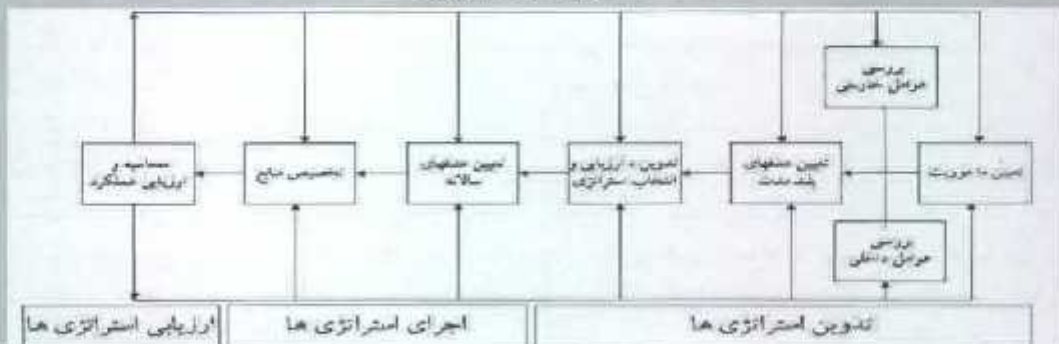 بررسی
عوامل خارجی
تعیین ماموریت
تعیین هدفهای
بلند مدت
تدوین، ارزیابی و
انتخاب استراتژی
تعیین هدفهای
سالانه
تخصیص منابع
محاسبه و
ارزیابی عملکرد
بررسی
عوامل داخلی
تدوین استراتژی ها
اجرای استراتژی ها
ارزیابی استراتژی ها